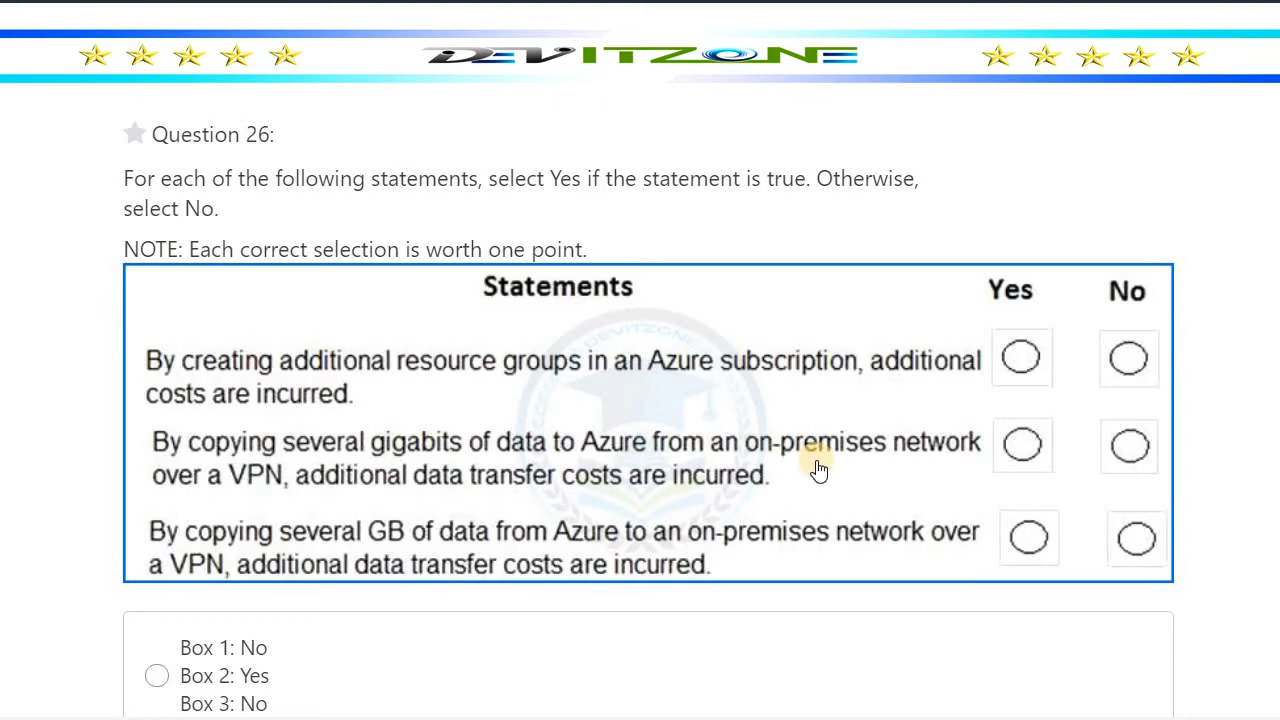 DEVITZONE
Question 26:
For each of the following statements, select Yes if the statement is true. Otherwise,
select No.
NOTE: Each correct selection is worth one point.
Statements Yes No
By creating additional resource groups in an Azure subscription, additional
costs are incurred.
By copying several gigabits of data to Azure from an on-premises network
over a VPN, additional data transfer costs are incurred.
By copying several GB of data from Azure to an on-premises network over
a VPN, additional data transfer costs are incurred.
DEVITZONE
Box 1: No
Box 2: Yes
Box 3: No